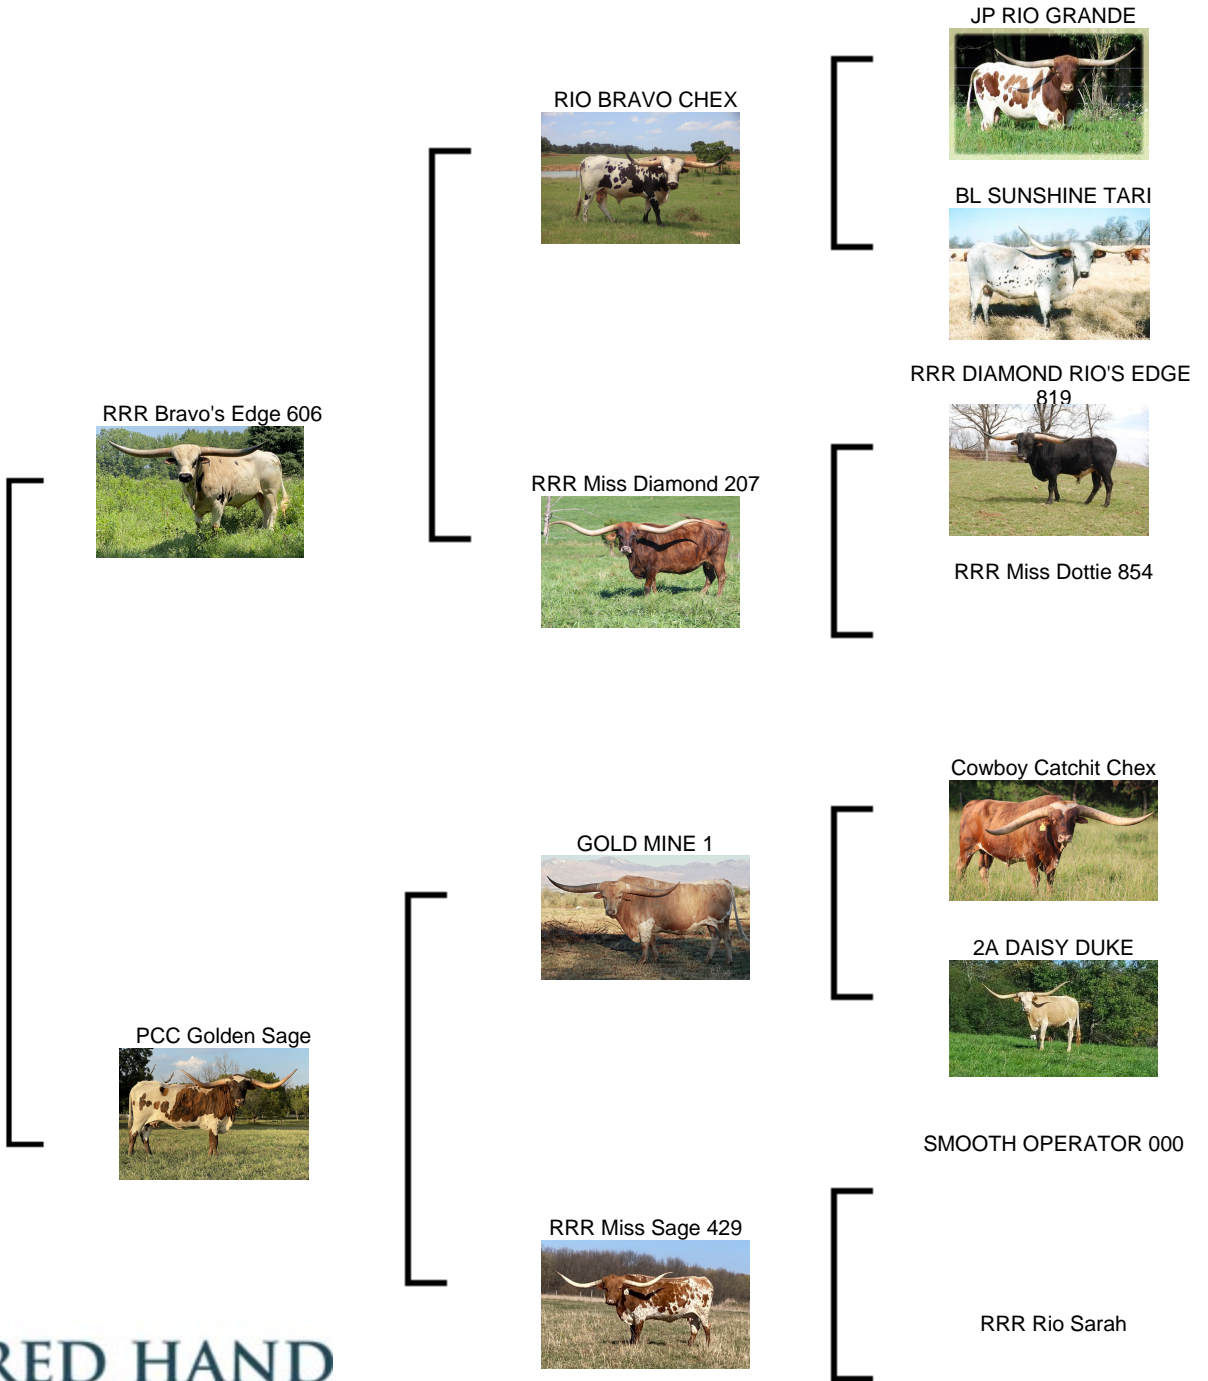 JP RIO GRANDE
RIO BRAVO CHEX
BL SUNSHINE TARI
RRR DIAMOND RIO'S EDGE
819
RRR Bravo's Edge 606
RRR Miss Diamond 207
RRR Miss Dottie 854
Cowboy Catchit Chex
GOLD MINE 1
2A DAISY DUKE
PCC Golden Sage
SMOOTH OPERATOR 000
RRR Miss Sage 429
RRR Rio Sarah
RED HAND